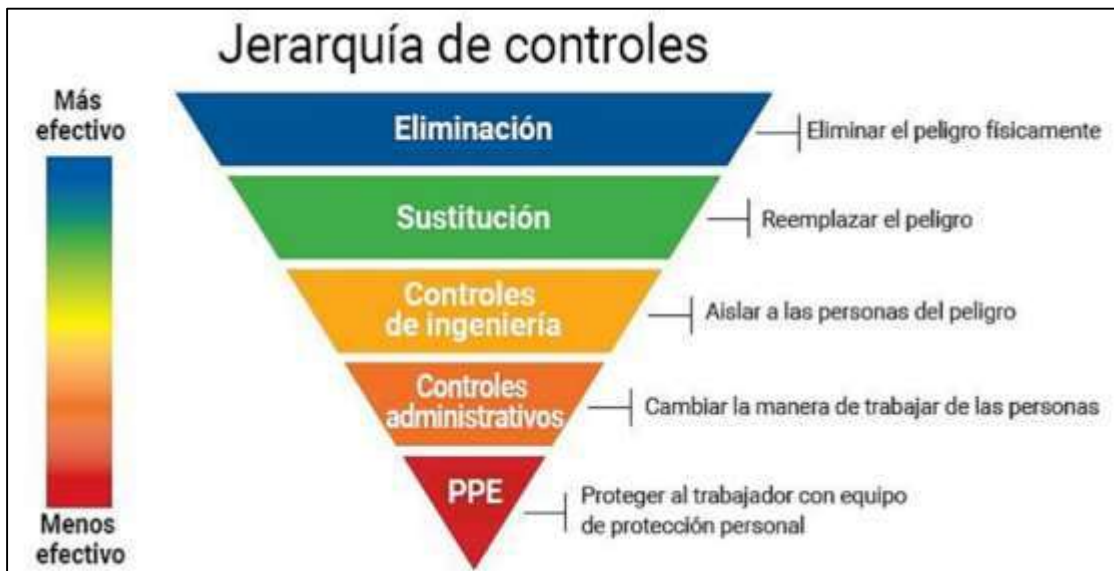 Jerarquía de controles
Más
efectivo
Eliminación
Eliminar el peligro físicamente
Sustitución
Reemplazar el peligro
Controles
de ingeniería
Aislar a las personas del peligro
Controles
administrativos
Cambiar la manera de trabajar de las personas
PPE
Proteger al trabajador con equipo
de protección personal
Menos
efectivo